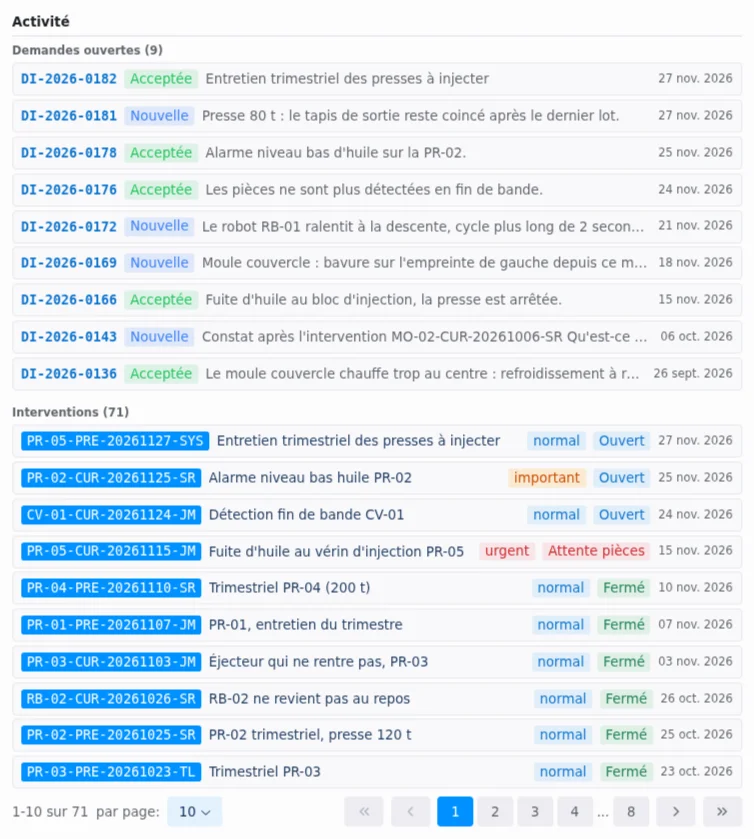 Activité
Demandes ouvertes (9)
DI-2026-0182 Acceptée Entretien trimestriel des presses à injecter 27 nov. 2026
DI-2026-0181 Nouvelle Presse 80 t : le tapis de sortie reste coincé après le dernier lot. 27 nov. 2026
DI-2026-0178 Acceptée Alarme niveau bas d'huile sur la PR-02. 25 nov. 2026
DI-2026-0176 Acceptée Les pièces ne sont plus détectées en fin de bande. 24 nov. 2026
DI-2026-0172 Nouvelle Le robot RB-01 ralentit à la descente, cycle plus long de 2 secon... 21 nov. 2026
DI-2026-0169 Nouvelle Moule couvercle : bavure sur l'empreinte de gauche depuis ce m... 18 nov. 2026
DI-2026-0166 Acceptée Fuite d'huile au bloc d'injection, la presse est arrêtée. 15 nov. 2026
DI-2026-0143 Nouvelle Constat après l'intervention MO-02-CUR-20261006-SR Qu'est-ce ... 06 oct. 2026
DI-2026-0136 Acceptée Le moule couvercle chauffe trop au centre : refroidissement à r... 26 sept. 2026
Interventions (71)
PR-05-PRE-20261127-SYS Entretien trimestriel des presses à injecter normal Ouvert 27 nov. 2026
PR-02-CUR-20261125-SR Alarme niveau bas huile PR-02 important Ouvert 25 nov. 2026
CV-01-CUR-20261124-JM Détection fin de bande CV-01 normal Ouvert 24 nov. 2026
PR-05-CUR-20261115-JM Fuite d'huile au vérin d'injection PR-05 urgent Attente pièces 15 nov. 2026
PR-04-PRE-20261110-SR Trimestriel PR-04 (200 t) normal Fermé 10 nov. 2026
PR-01-PRE-20261107-JM PR-01, entretien du trimestre normal Fermé 07 nov. 2026
PR-03-CUR-20261103-JM Éjecteur qui ne rentre pas, PR-03 normal Fermé 03 nov. 2026
RB-02-CUR-20261026-SR RB-02 ne revient pas au repos normal Fermé 26 oct. 2026
PR-02-PRE-20261025-SR PR-02 trimestriel, presse 120 t normal Fermé 25 oct. 2026
PR-03-PRE-20261023-TL Trimestriel PR-03 normal Fermé 23 oct. 2026
1-10 sur 71 par page: 10 « ‹ 1 2 3 4 ... 8 › »